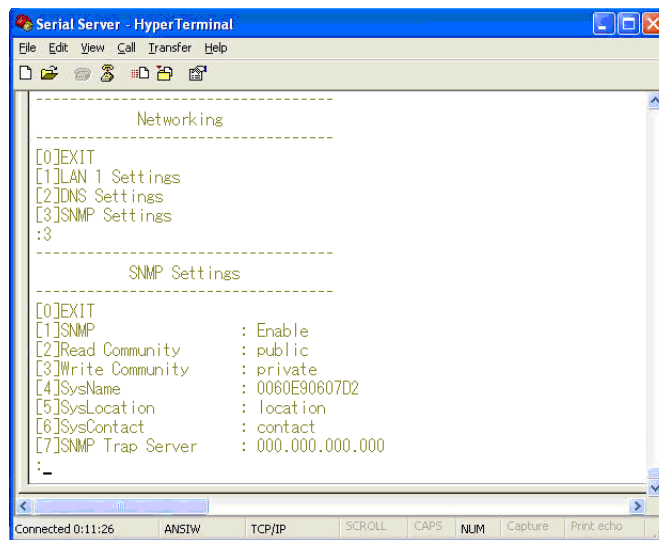 Serial Server - HyperTerminal
File Edit View Call Transfer Help
----------------------------------
Networking
----------------------------------
[0]EXIT
[1]LAN 1 Settings
[2]DNS Settings
[3]SNMP Settings
:3
----------------------------------
SNMP Settings
----------------------------------
[0]EXIT
[1]SNMP : Enable
[2]Read Community : public
[3]Write Community : private
[4]SysName : 0060E90607D2
[5]SysLocation : location
[6]SysContact : contact
[7]SNMP Trap Server : 000.000.000.000
:_
Connected 0:11:26 ANSIW TCP/IP SCROLL CAPS NUM Capture Print echo